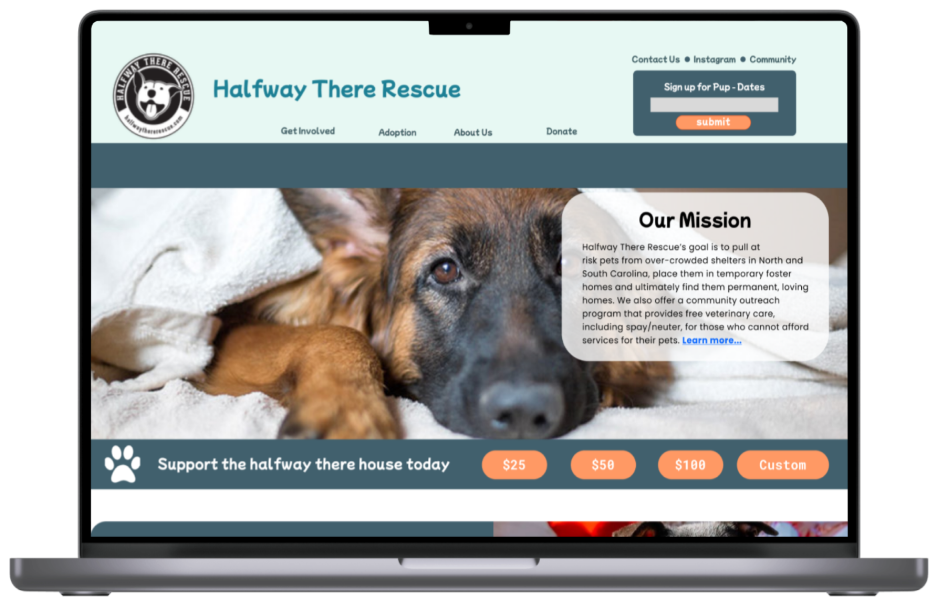 HALFWAY THERE RESCUE
halfwaythererescue.com
Halfway There Rescue
Contact Us • Instagram • Community
Sign up for Pup - Dates
submit
Get Involved Adoption About Us Donate
Our Mission
Halfway There Rescue's goal is to pull at
risk pets from over-crowded shelters in North and
South Carolina, place them in temporary foster
homes and ultimately find them permanent, loving
homes. We also offer a community outreach
program that provides free veterinary care,
including spay/neuter, for those who cannot afford
services for their pets. Learn more...
Support the halfway there house today $25 $50 $100 Custom